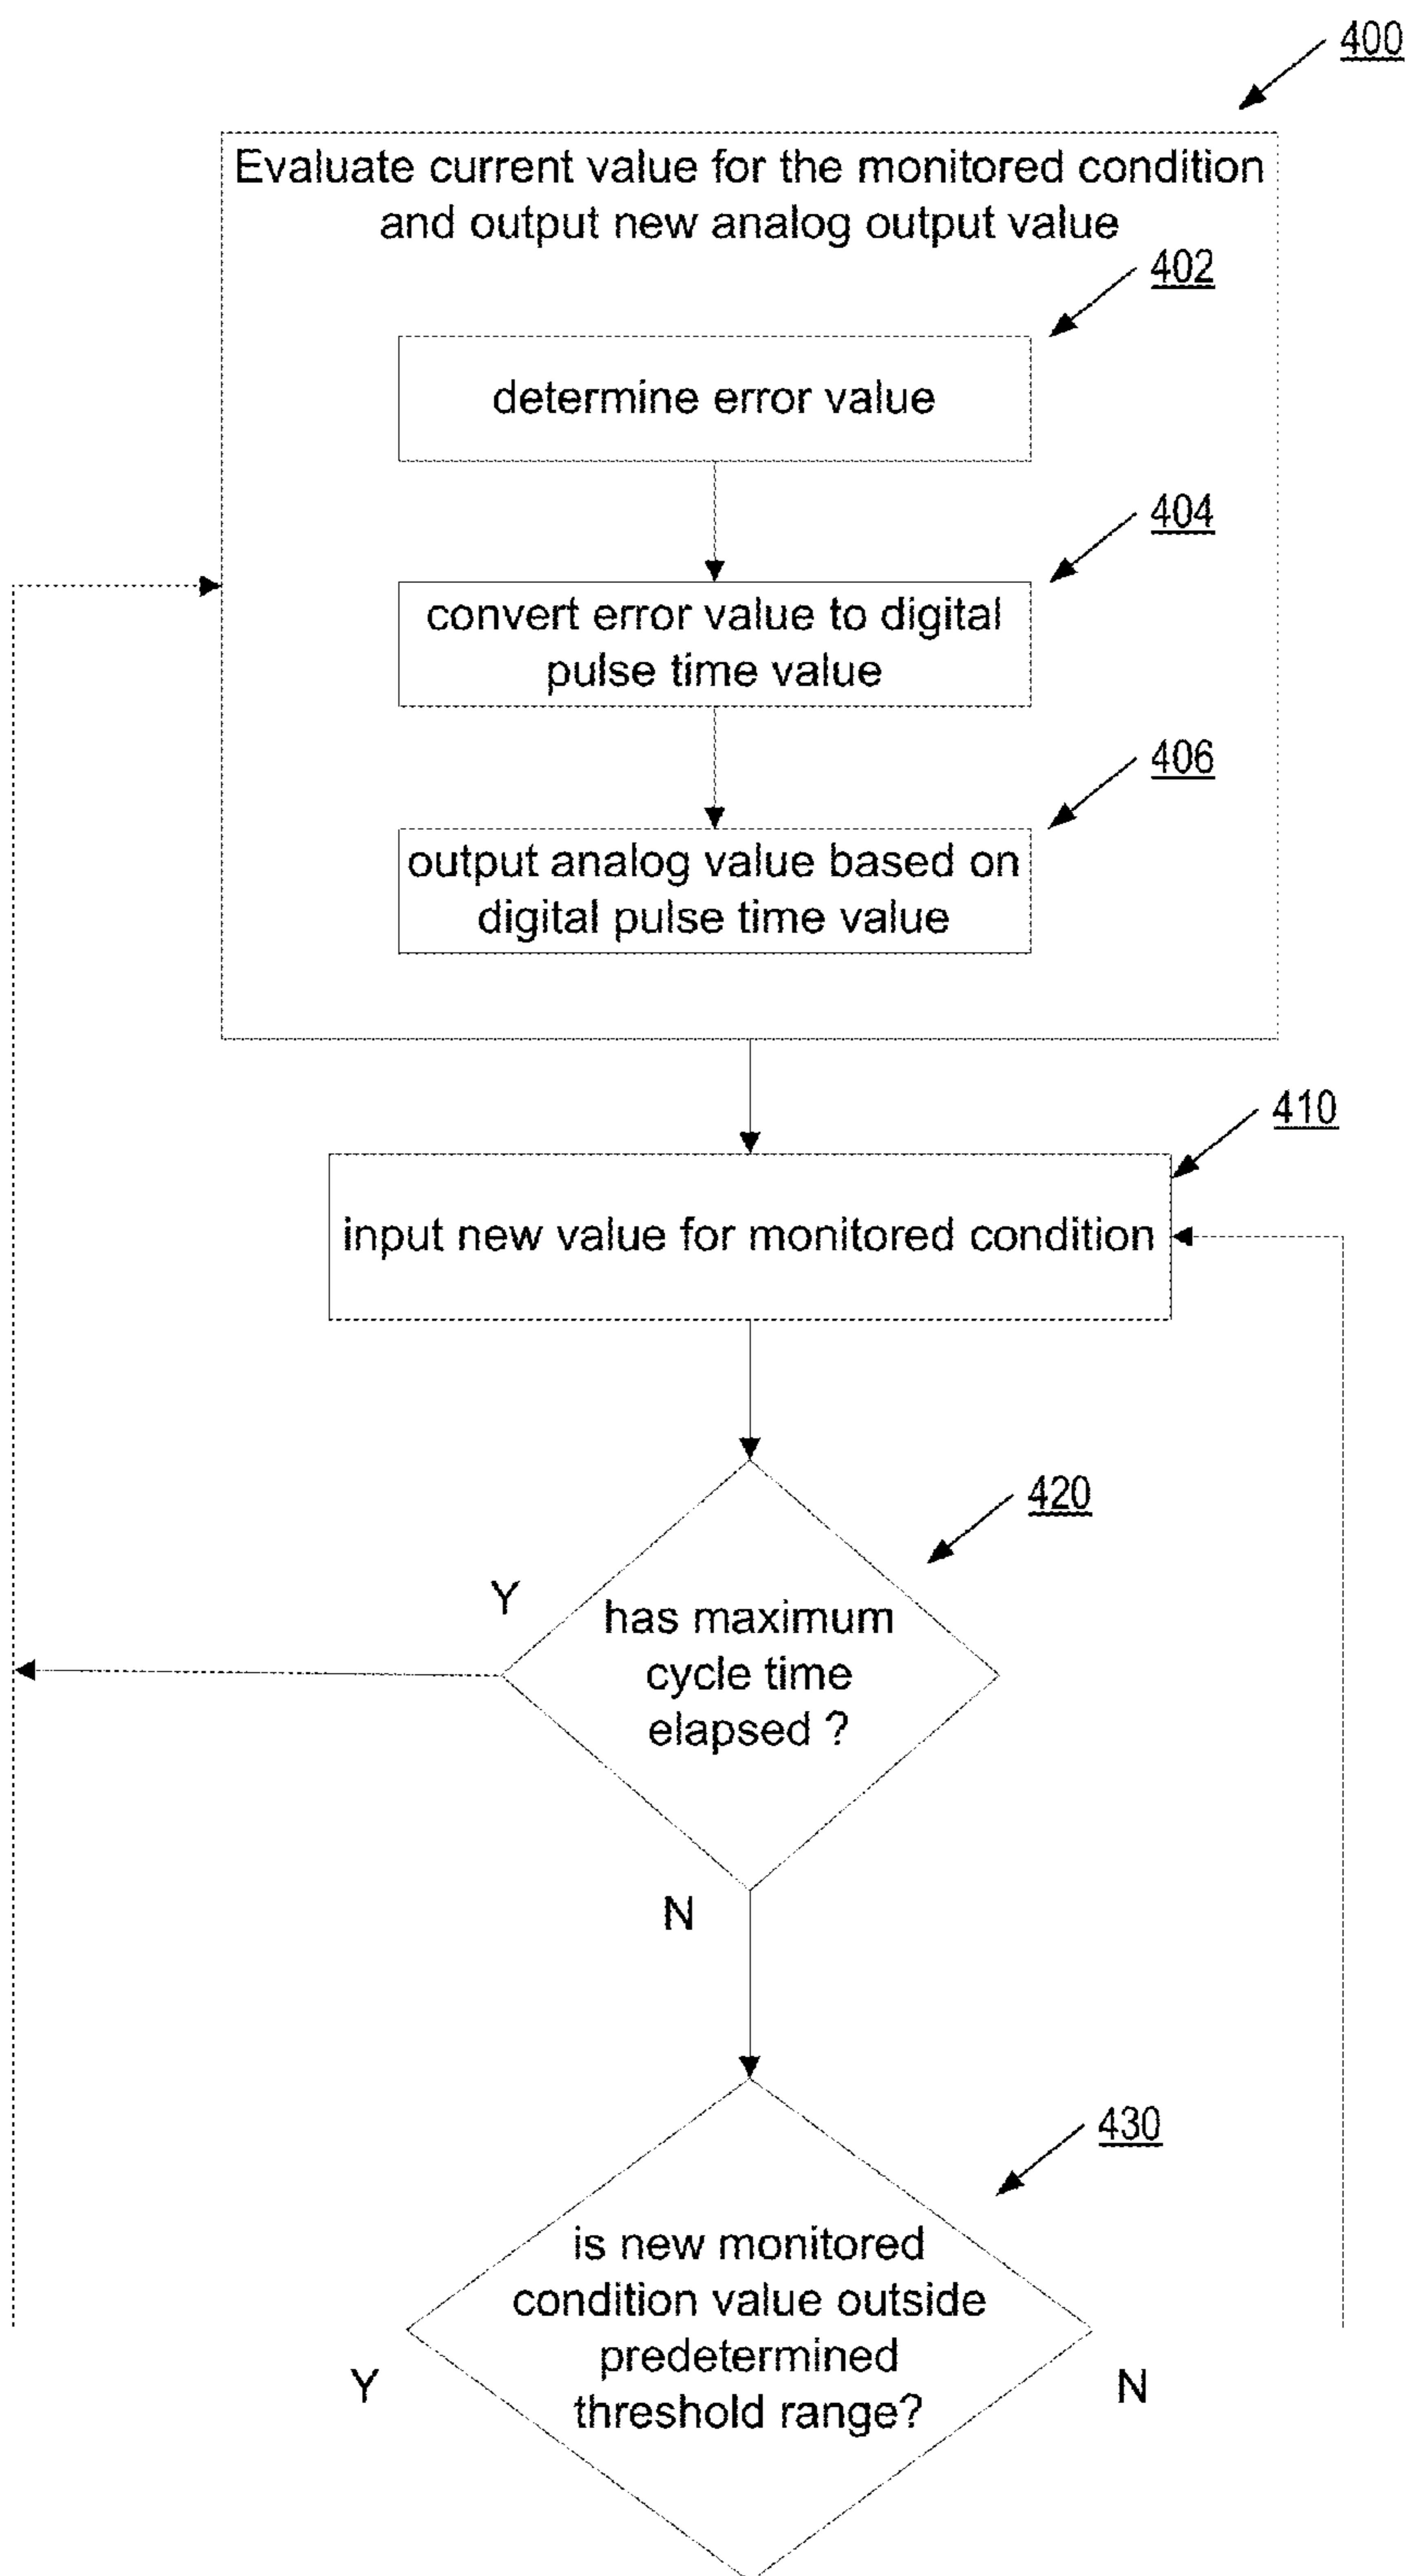 400
Evaluate current value for the monitored condition
and output new analog output value
402
determine error value
404
convert error value to digital
pulse time value
406
output analog value based on
digital pulse time value
410
input new value for monitored condition
420
Y
has maximum
cycle time
elapsed ?
N
430
is new monitored
condition value outside
predetermined
threshold range?
Y
N